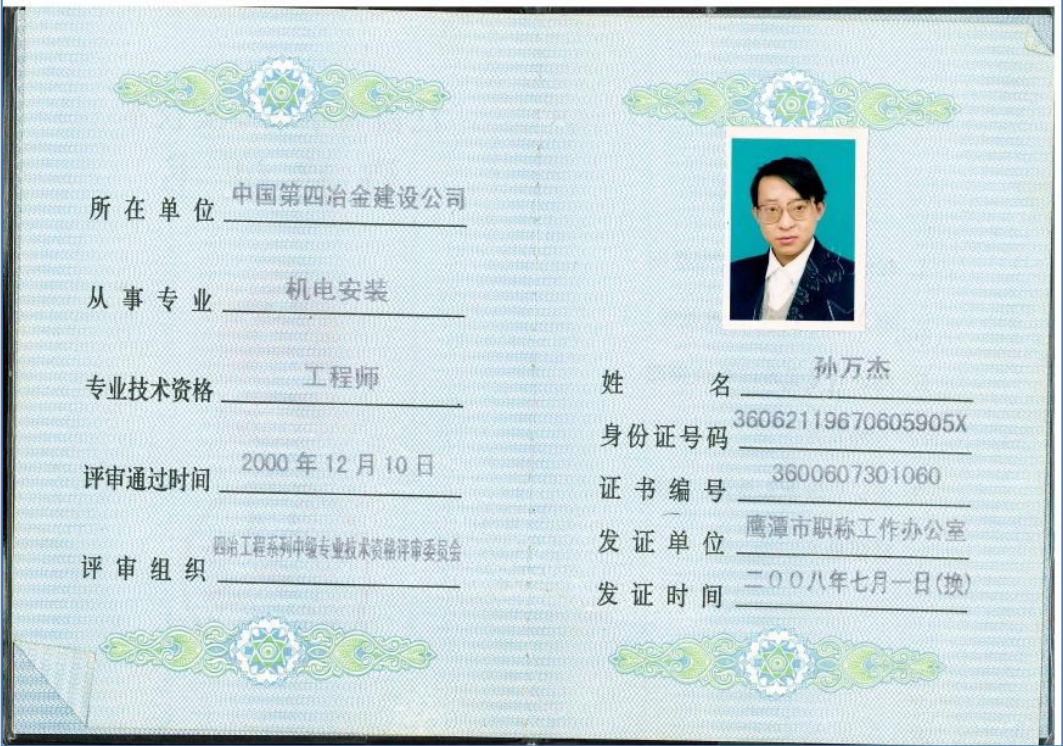 所在单位 中国第四冶金建设公司
从事专业 机电安装
专业技术资格 工程师
评审通过时间 2000年12月10日
评审组织 四冶工程系列中级专业技术资格评审委员会
姓名 孙万杰
身份证号码 36062119670605905X
证书编号 3600607301060
发证单位 鹰潭市职称工作办公室
发证时间 二00八年七月一日(换)